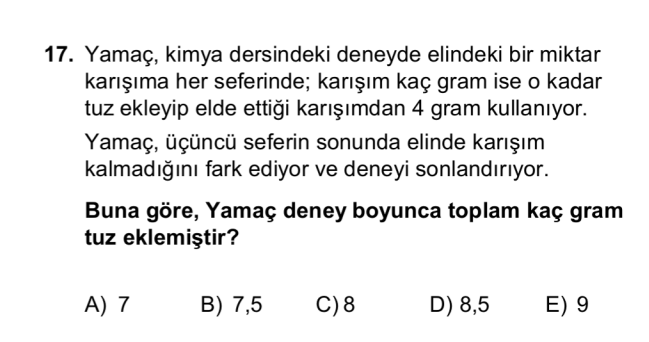 17. Yamaç, kimya dersindeki deneyde elindeki bir miktar
karışıma her seferinde; karışım kaç gram ise o kadar
tuz ekleyip elde ettiği karışımdan 4 gram kullanıyor.
Yamaç, üçüncü seferin sonunda elinde karışım
kalmadığını fark ediyor ve deneyi sonlandırıyor.
Buna göre, Yamaç deney boyunca toplam kaç gram
tuz eklemiştir?
A) 7 B) 7,5 C) 8 D) 8,5 E) 9